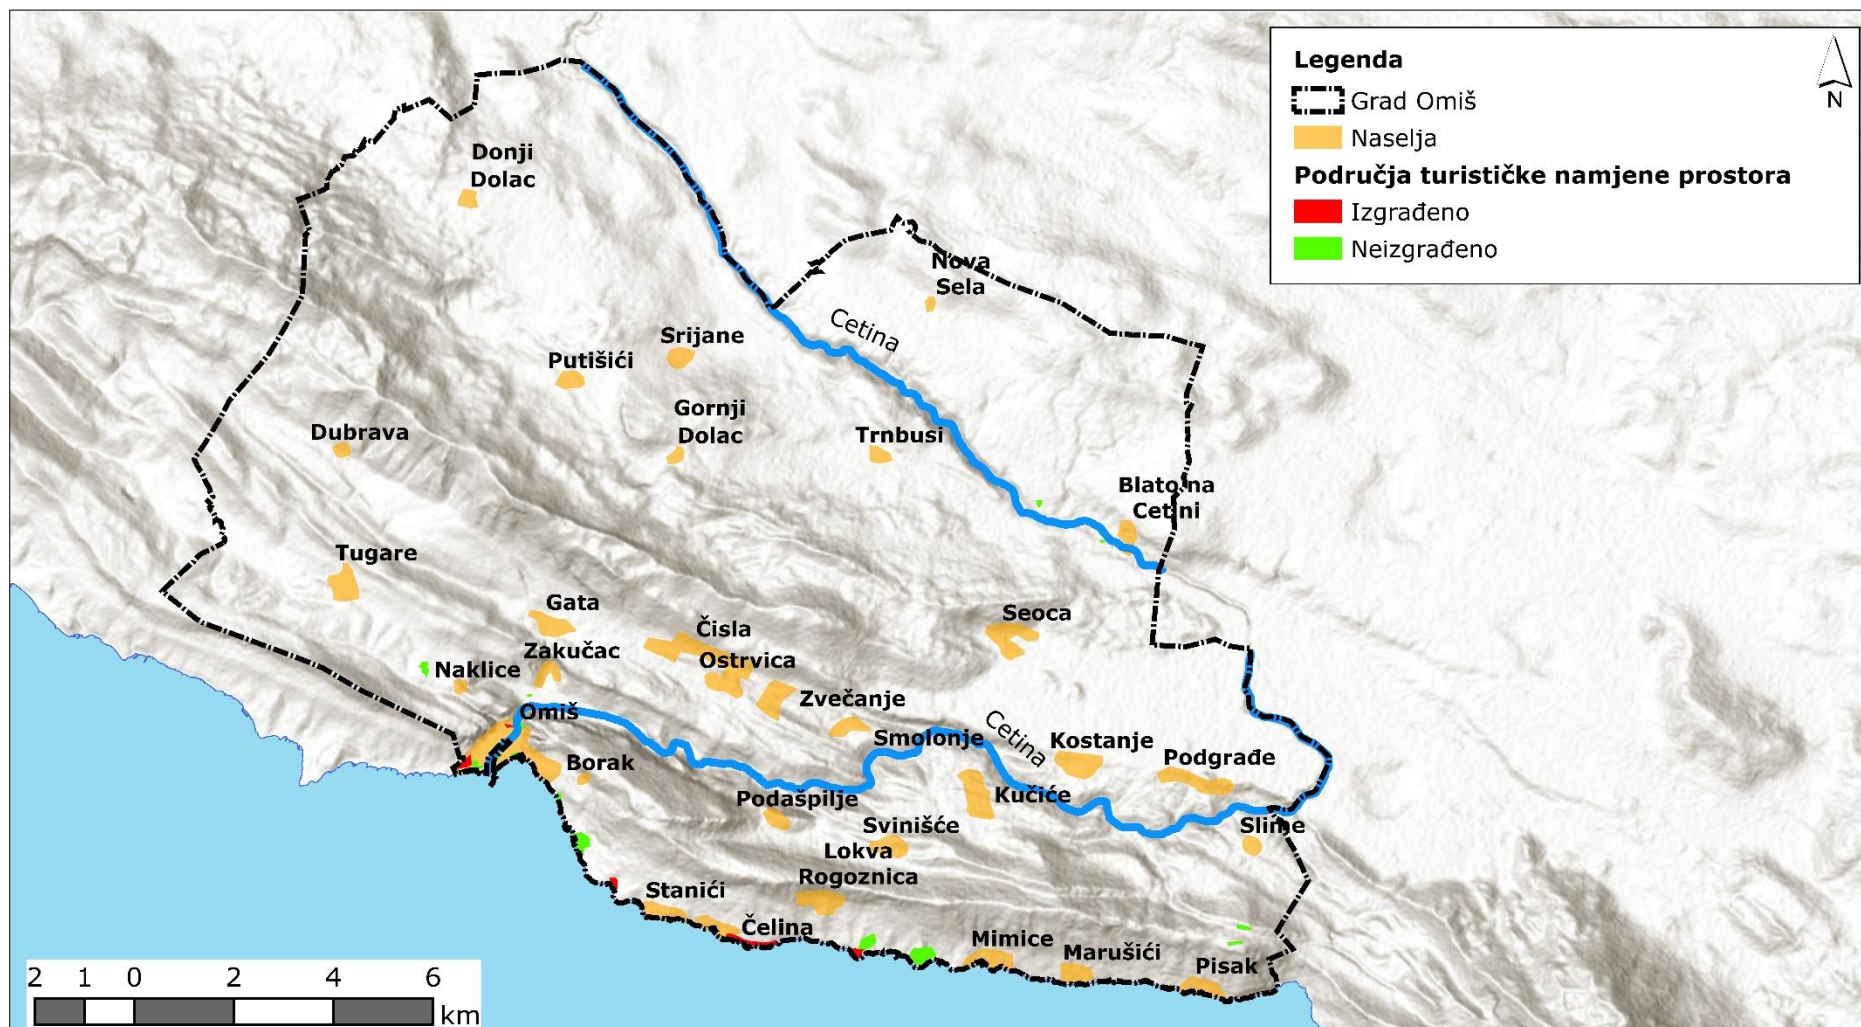 Legenda
Grad Omiš
Naselja
Područja turističke namjene prostora
Izgrađeno
Neizgrađeno
N
Donji
Dolac
Nova
Sela
Cetina
Srijane
Putišići
Gornji
Dolac
Dubrava
Trnbusi
Blato na
Cetini
Tugare
Gata
Čisla
Seoca
Zakučac
Ostrvica
Naklice
Zvečanje
Omiš
Smolonje
Cetina
Kostanje
Podgrađe
Borak
Podašpilje
Kučiće
Svinišće
Slime
Lokva
Rogoznica
Stanići
Čelina
Mimice
Marušići
Pisak
2 1 0 2 4 6
km